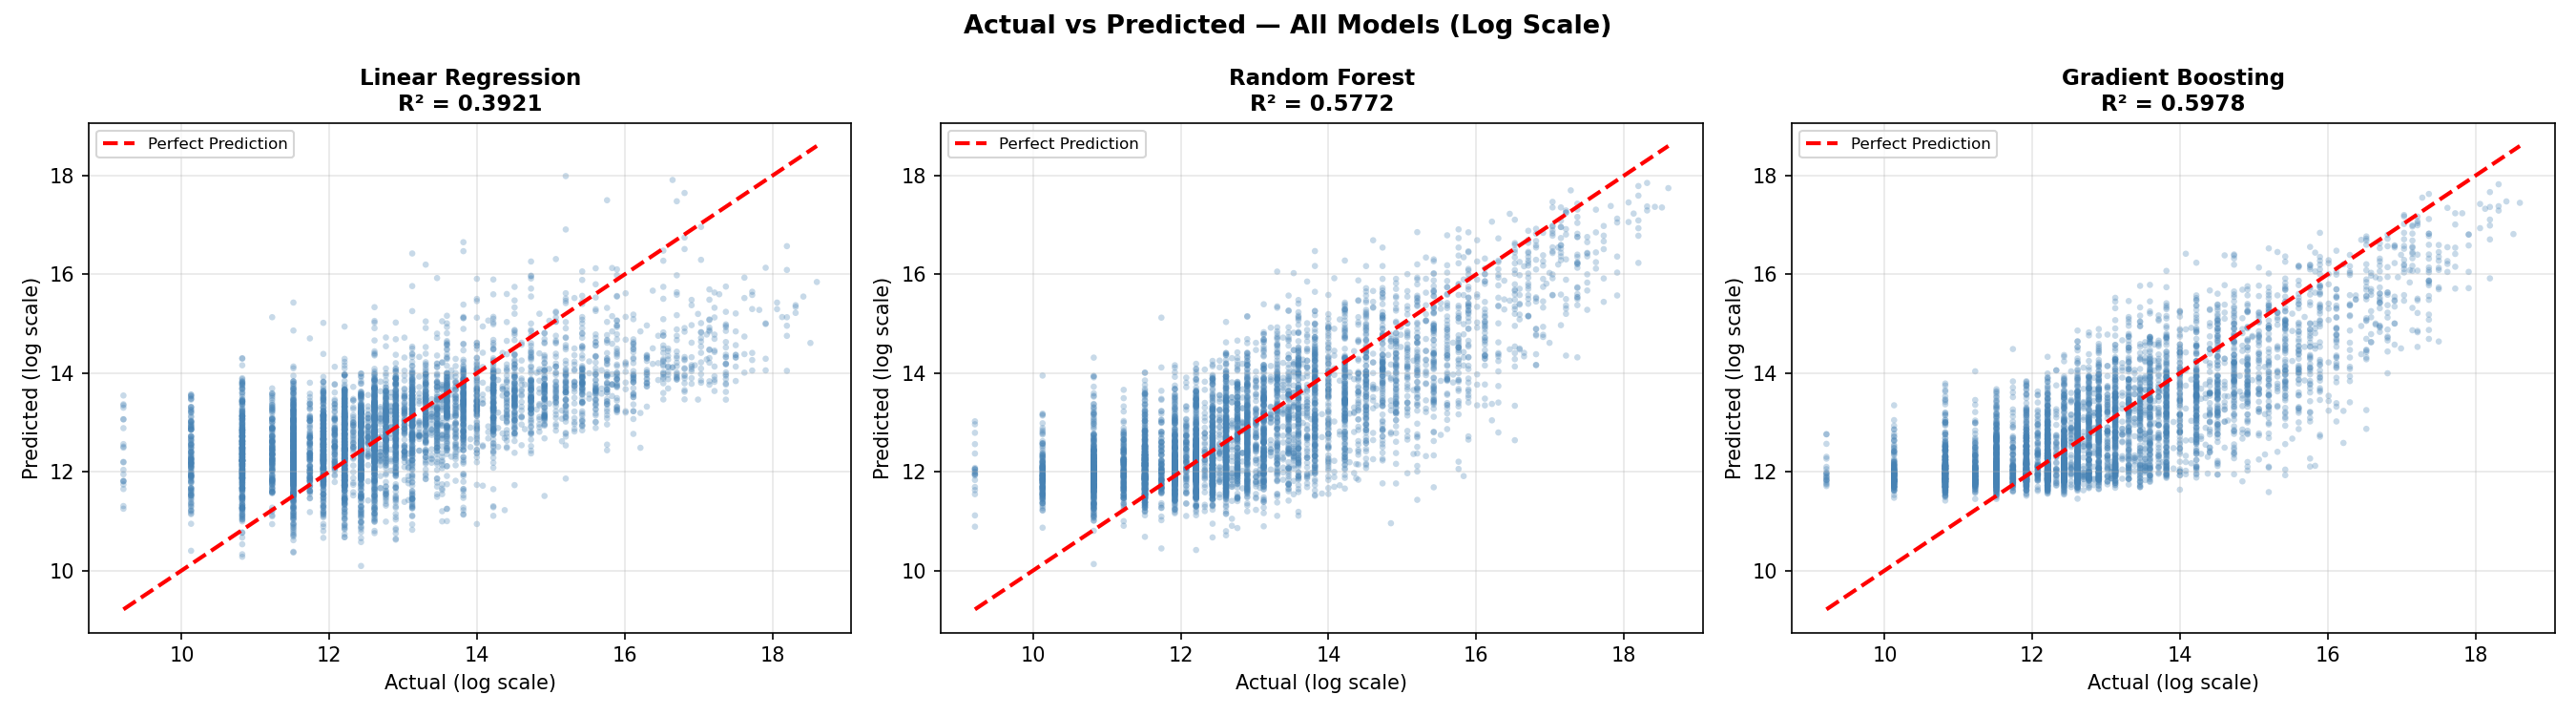 Actual vs Predicted — All Models (Log Scale)
Linear Regression
R² = 0.3921
Perfect Prediction
18
16
14
12
10
Predicted (log scale)
10 12 14 16 18
Actual (log scale)
Random Forest
R² = 0.5772
Perfect Prediction
18
16
14
12
10
Predicted (log scale)
10 12 14 16 18
Actual (log scale)
Gradient Boosting
R² = 0.5978
Perfect Prediction
18
16
14
12
10
Predicted (log scale)
10 12 14 16 18
Actual (log scale)